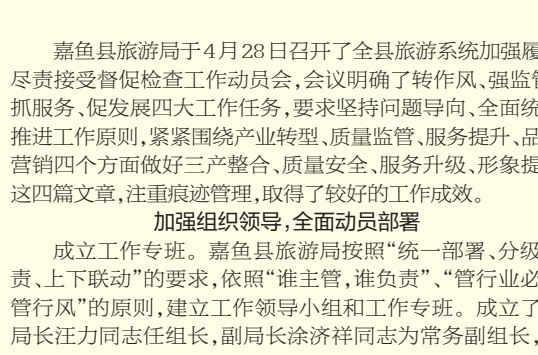 嘉鱼县旅游局于4月28日召开了全县旅游系统加强履
尽责接受督促检查工作动员会,会议明确了转作风、强监管
抓服务、促发展四大工作任务,要求坚持问题导向、全面统
推进工作原则,紧紧围绕产业转型、质量监管、服务提升、品
营销四个方面做好三产整合、质量安全、服务升级、形象提
这四篇文章,注重痕迹管理,取得了较好的工作成效。
加强组织领导,全面动员部署
成立工作专班。嘉鱼县旅游局按照“统一部署、分级
责、上下联动”的要求,依照“谁主管,谁负责”、“管行业必
管行风”的原则,建立工作领导小组和工作专班。成立了
局长汪力同志任组长,副局长涂济祥同志为常务副组长,